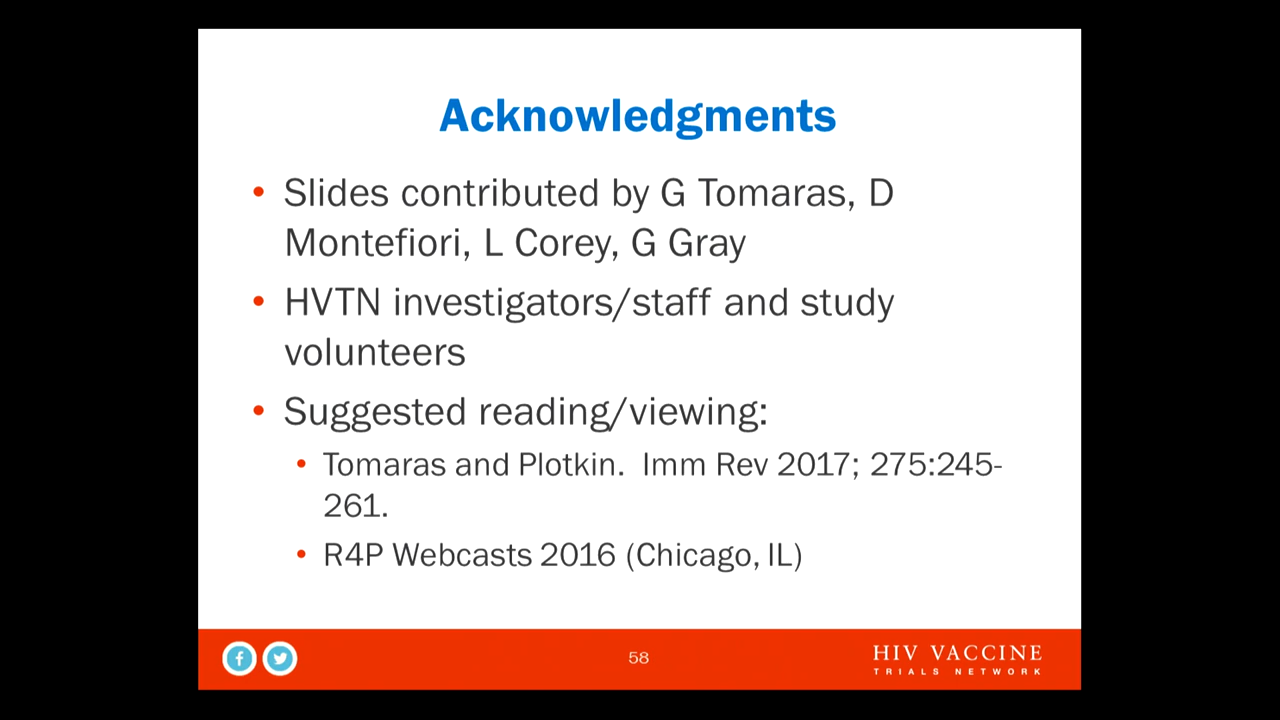 Acknowledgments
• Slides contributed by G Tomaras, D
Montefiori, L Corey, G Gray
• HVTN investigators/staff and study
volunteers
• Suggested reading/viewing:
• Tomaras and Plotkin.  Imm Rev 2017; 275:245-
261.
• R4P Webcasts 2016 (Chicago, IL)
58
HIV VACCINE
TRIALS NETWORK